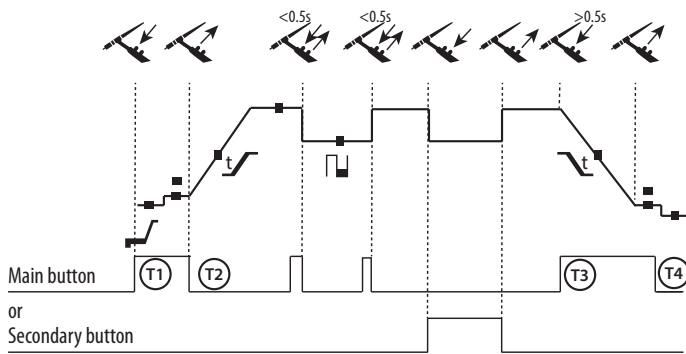 <0.5s <0.5s >0.5s
t t
Main button T1 T2 T3 T4
or
Secondary button